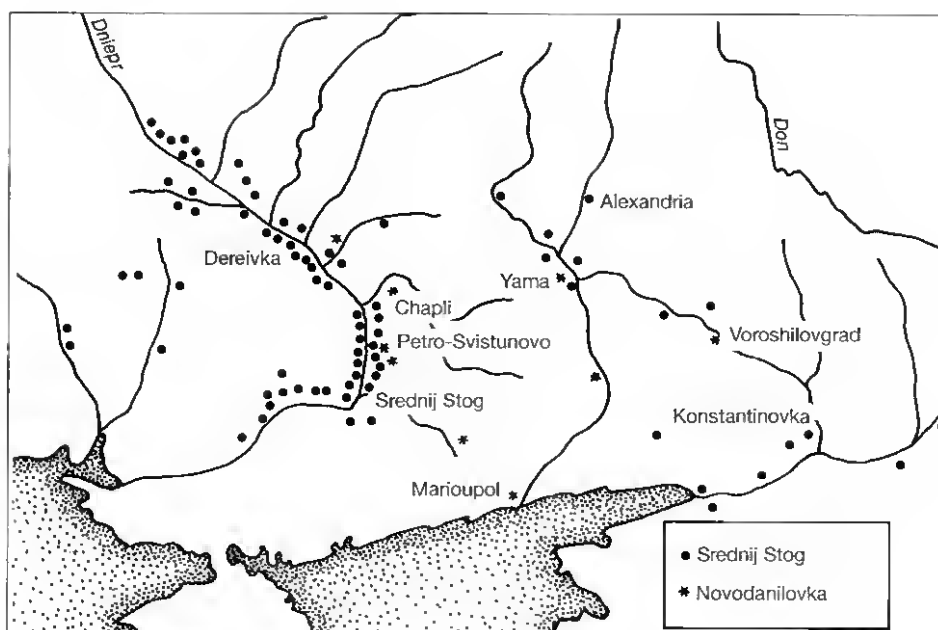 Dniepr
Don
Alexandria
Dereivka
Yama
Chapli
Voroshilovgrad
Petro-Svistunovo
Srednij Stog
Konstantinovka
Marioupol
Srednij Stog
Novodanilovka